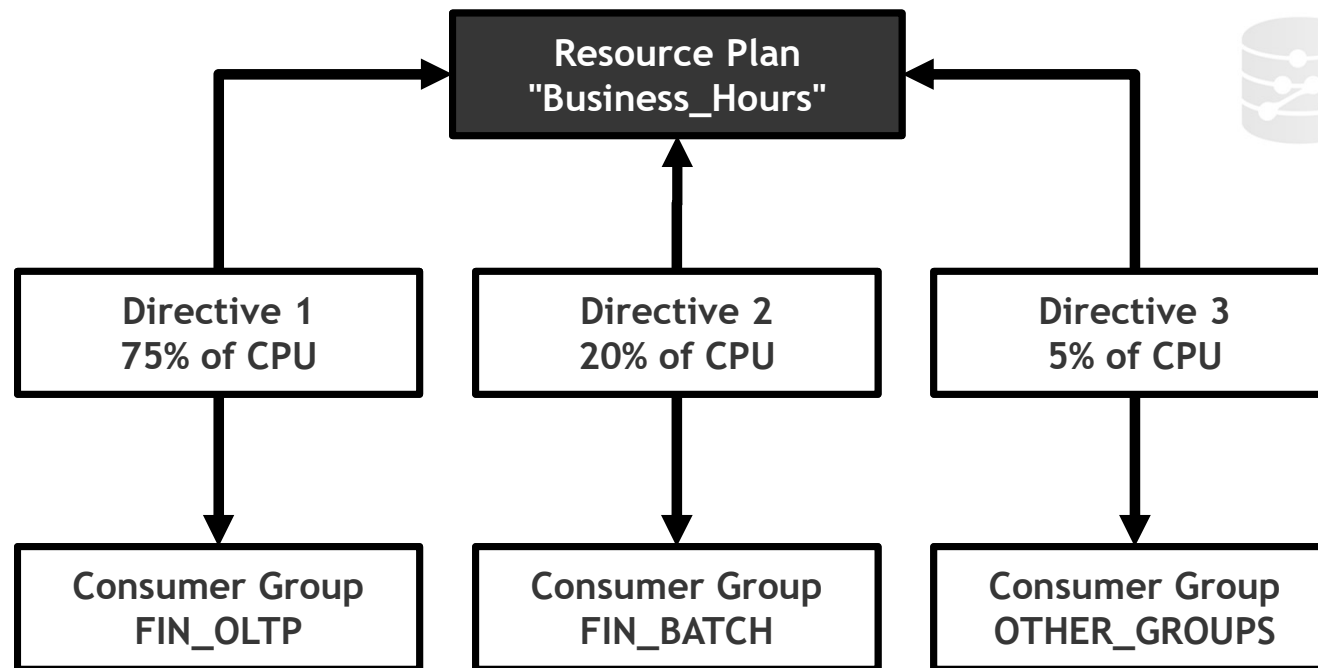 Resource Plan
"Business_Hours"
Directive 1
75% of CPU
Directive 2
20% of CPU
Directive 3
5% of CPU
Consumer Group
FIN_OLTP
Consumer Group
FIN_BATCH
Consumer Group
OTHER_GROUPS